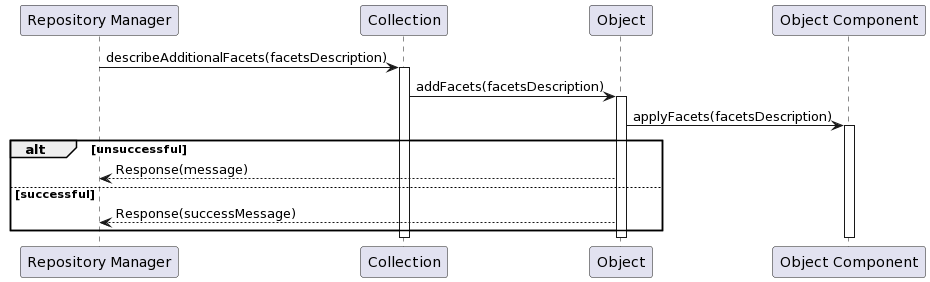 Repository Manager
Collection
Object
Object Component
describeAdditionalFacets(facetsDescription)
addFacets(facetsDescription)
applyFacets(facetsDescription)
alt
[unsuccessful]
Response(message)
[successful]
Response(successMessage)
Repository Manager
Collection
Object
Object Component